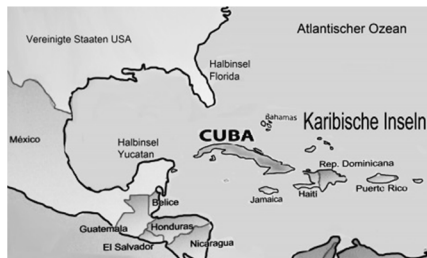 Atlantischer Ozean
Vereinigte Staaten USA
Halbinsel
Florida
Bahamas
Karibische Inseln
CUBA
México
Halbinsel
Yucatan
Rep. Dominicana
Belice
Jamaica
Haiti
Puerto Rico
Guatemala
Honduras
El Salvador
Nicaragua